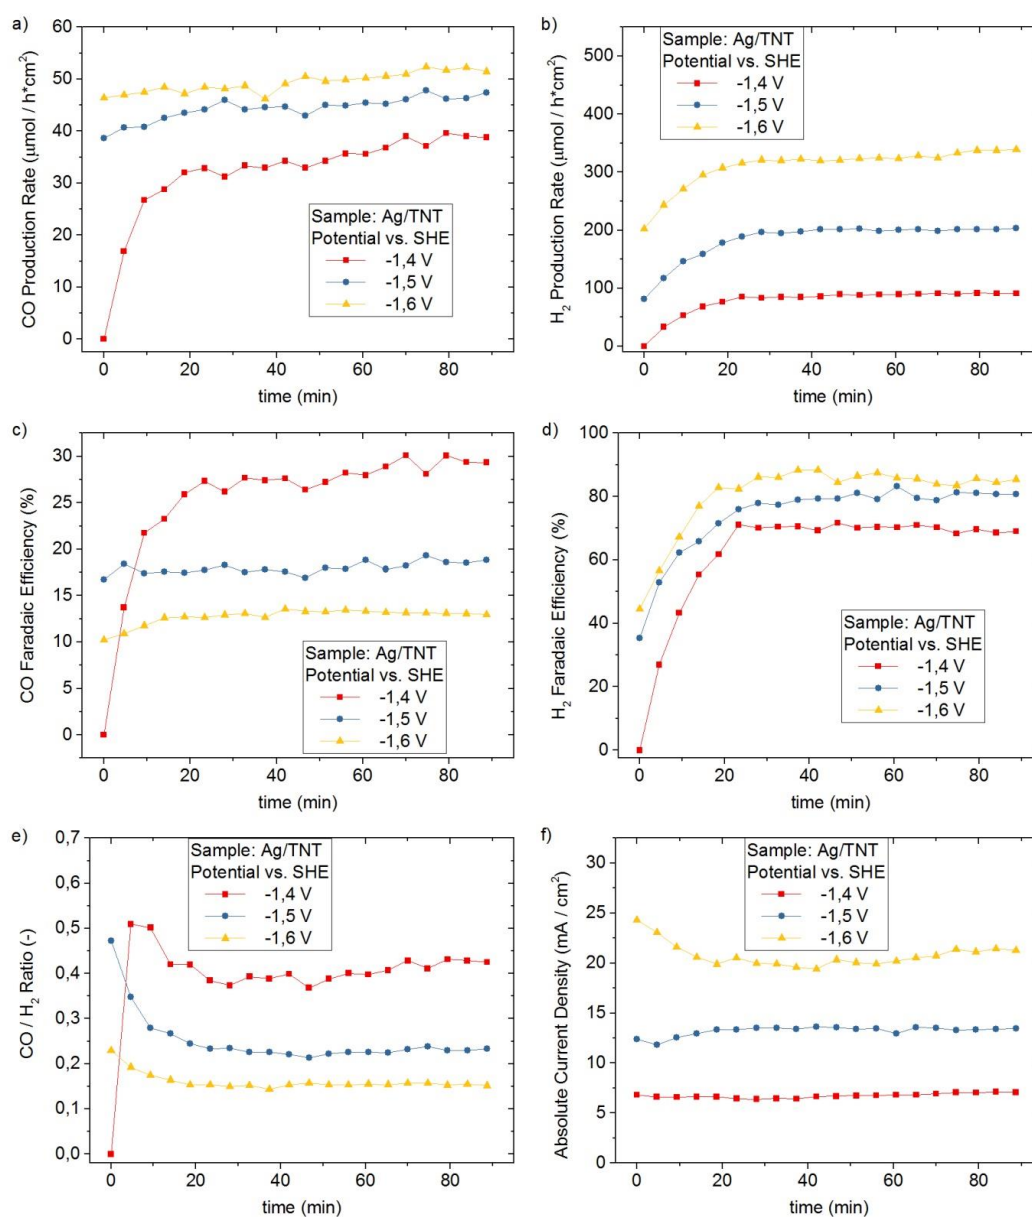 a)
60
50
40
30
20
10
0
CO Production Rate (μmol / h*cm²)
Sample: Ag/TNT
Potential vs. SHE
-1,4 V
-1,5 V
-1,6 V
0 20 40 60 80
time (min)
b)
500
400
300
200
100
0
H₂ Production Rate (μmol / h*cm²)
Sample: Ag/TNT
Potential vs. SHE
-1,4 V
-1,5 V
-1,6 V
0 20 40 60 80
time (min)
c)
30
25
20
15
10
5
0
CO Faradaic Efficiency (%)
Sample: Ag/TNT
Potential vs. SHE
-1,4 V
-1,5 V
-1,6 V
0 20 40 60 80
time (min)
d)
100
80
60
40
20
0
H₂ Faradaic Efficiency (%)
Sample: Ag/TNT
Potential vs. SHE
-1,4 V
-1,5 V
-1,6 V
0 20 40 60 80
time (min)
e)
0,7
0,6
0,5
0,4
0,3
0,2
0,1
0,0
CO / H₂ Ratio (-)
Sample: Ag/TNT
Potential vs. SHE
-1,4 V
-1,5 V
-1,6 V
0 20 40 60 80
time (min)
f)
30
25
20
15
10
5
0
Absolute Current Density (mA / cm²)
Sample: Ag/TNT
Potential vs. SHE
-1,4 V
-1,5 V
-1,6 V
0 20 40 60 80
time (min)